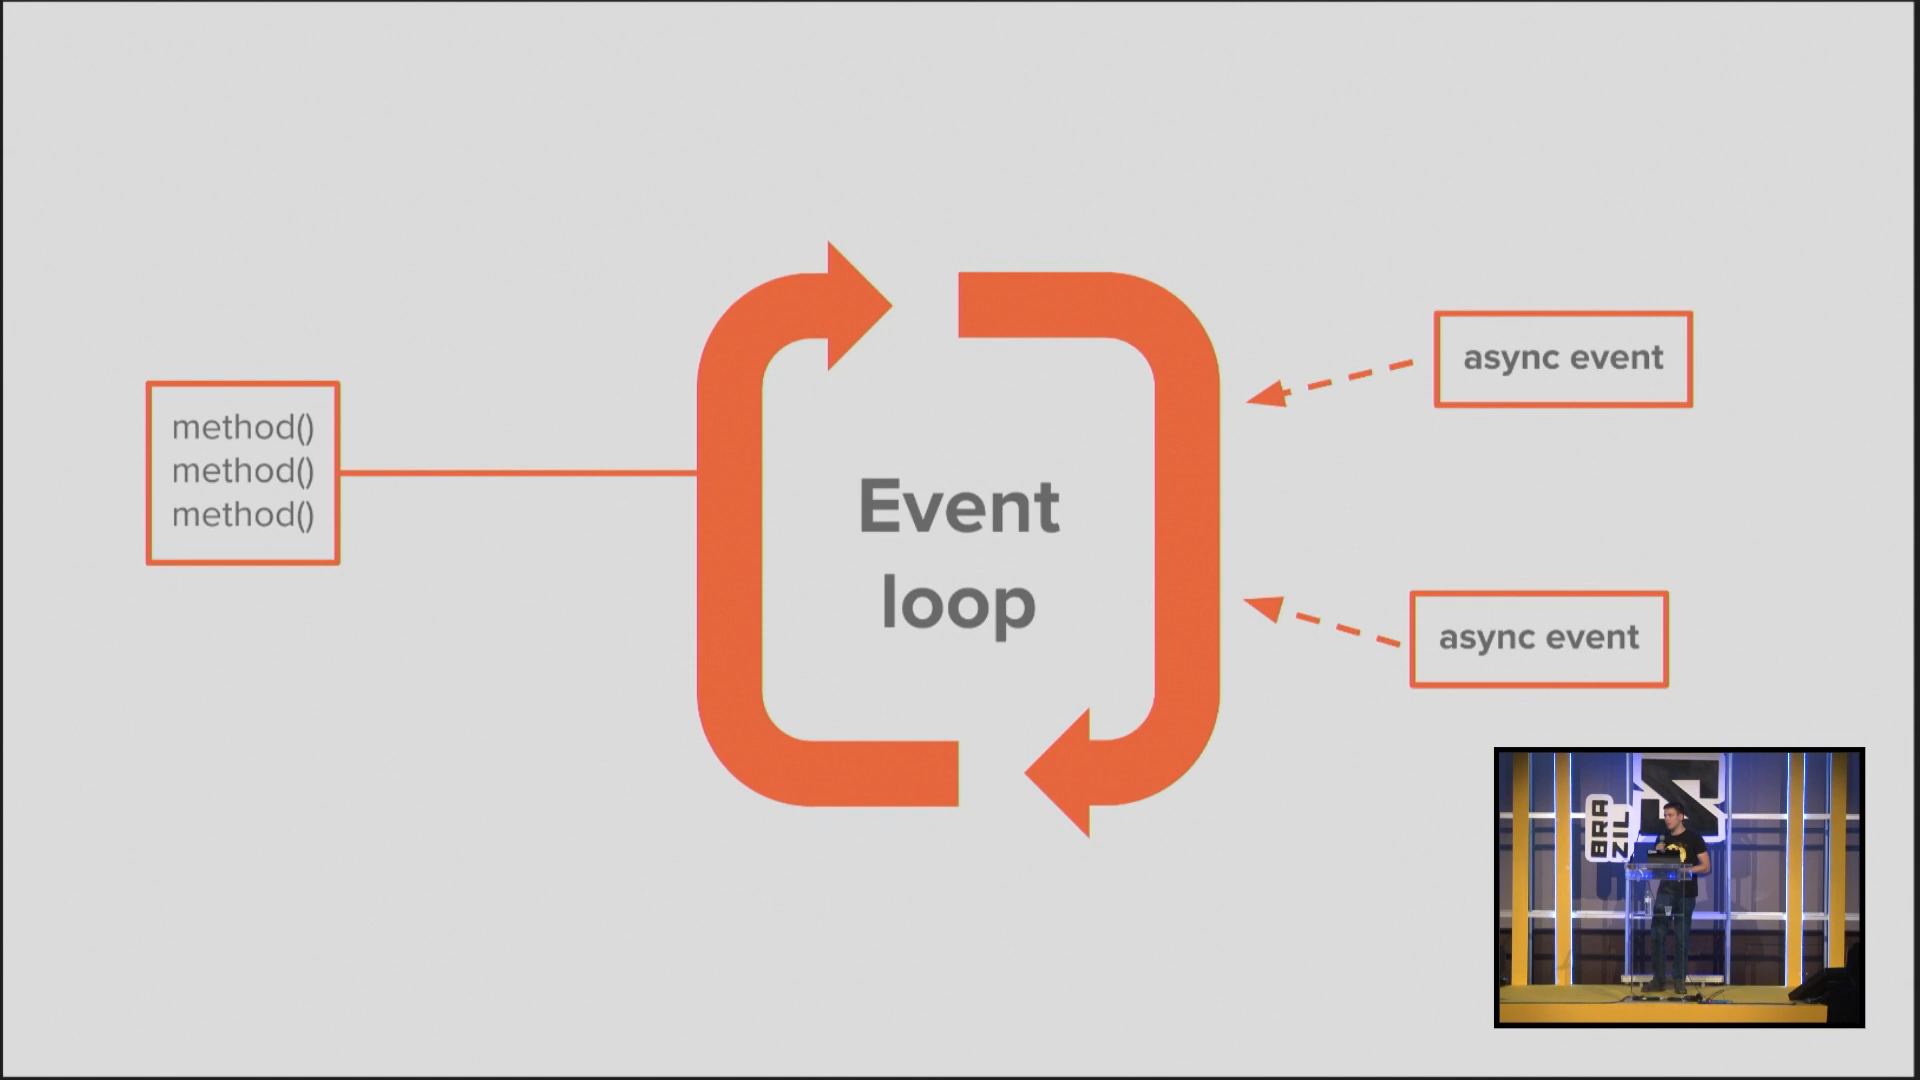 method()
method()
method()
Event
loop
async event
async event
BRA
ZIL